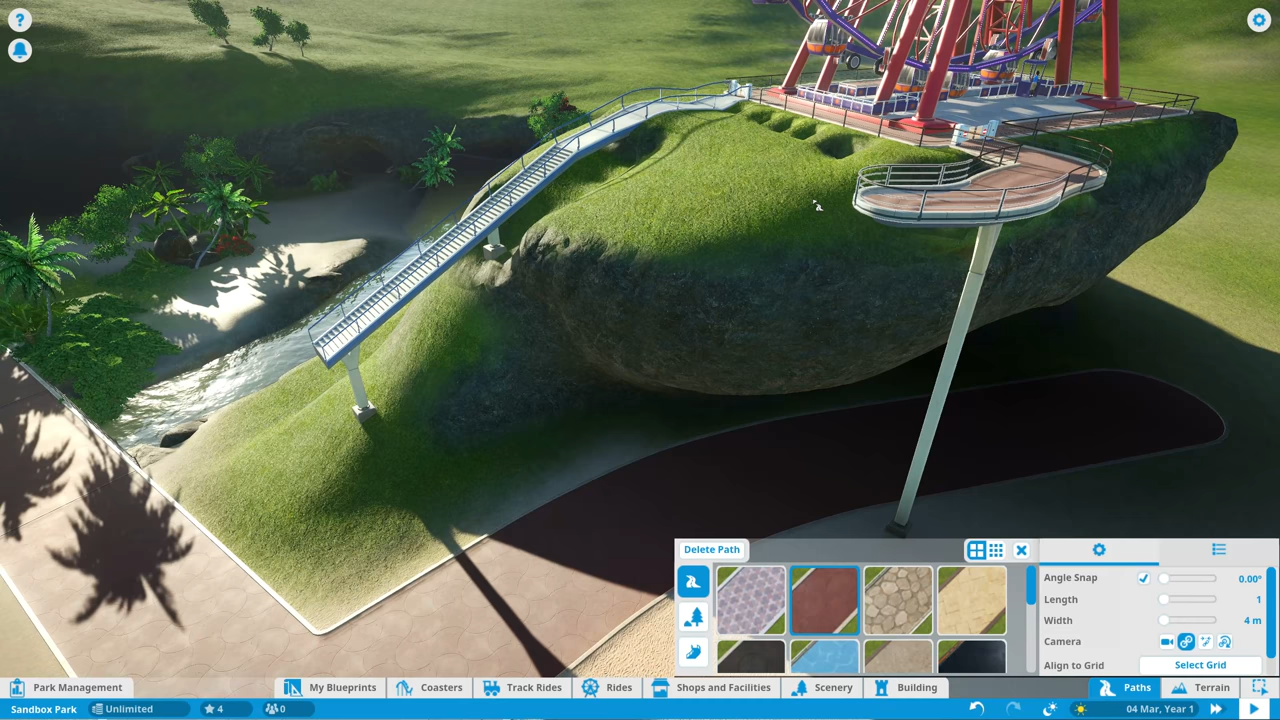 ?
Delete Path
Angle Snap 0.00°
Length 1
Width 4 m
Camera
Align to Grid Select Grid
Park Management My Blueprints Coasters Track Rides Rides Shops and Facilities Scenery Building Paths Terrain
Sandbox Park Unlimited 4 0 04 Mar, Year 1